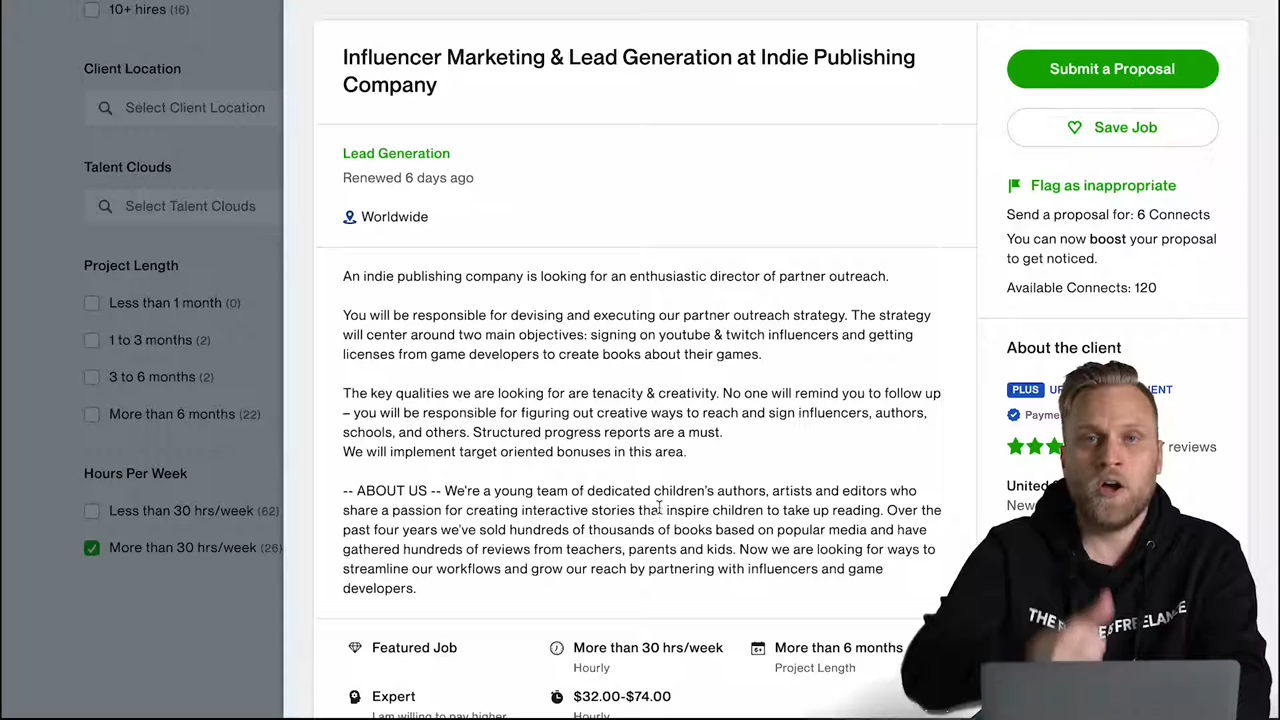 10+ hires (16)
Client Location
Select Client Location
Talent Clouds
Select Talent Clouds
Project Length
Less than 1 month (0)
1 to 3 months (2)
3 to 6 months (2)
More than 6 months (22)
Hours Per Week
Less than 30 hrs/week (62)
More than 30 hrs/week (26)
Influencer Marketing & Lead Generation at Indie Publishing
Company
Lead Generation
Renewed 6 days ago
Worldwide
An indie publishing company is looking for an enthusiastic director of partner outreach.
You will be responsible for devising and executing our partner outreach strategy. The strategy
will center around two main objectives: signing on youtube & twitch influencers and getting
licenses from game developers to create books about their games.
The key qualities we are looking for are tenacity & creativity. No one will remind you to follow up
– you will be responsible for figuring out creative ways to reach and sign influencers, authors,
schools, and others. Structured progress reports are a must.
We will implement target oriented bonuses in this area.
-- ABOUT US -- We're a young team of dedicated children's authors, artists and editors who
share a passion for creating interactive stories that inspire children to take up reading. Over the
past four years we've sold hundreds of thousands of books based on popular media and have
gathered hundreds of reviews from teachers, parents and kids. Now we are looking for ways to
streamline our workflows and grow our reach by partnering with influencers and game
developers.
Featured Job
More than 30 hrs/week
Hourly
More than 6 months
Project Length
Expert
I am willing to pay higher
$32.00-$74.00
Hourly
Submit a Proposal
Save Job
Flag as inappropriate
Send a proposal for: 6 Connects
You can now boost your proposal
to get noticed.
Available Connects: 120
About the client
PLUS
reviews
United
New
THE
FREELANCE